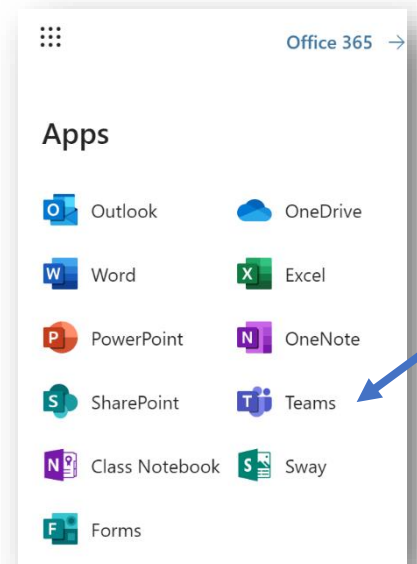 Office 365 →
Apps
Outlook OneDrive
Word Excel
PowerPoint OneNote
SharePoint Teams
Class Notebook Sway
Forms